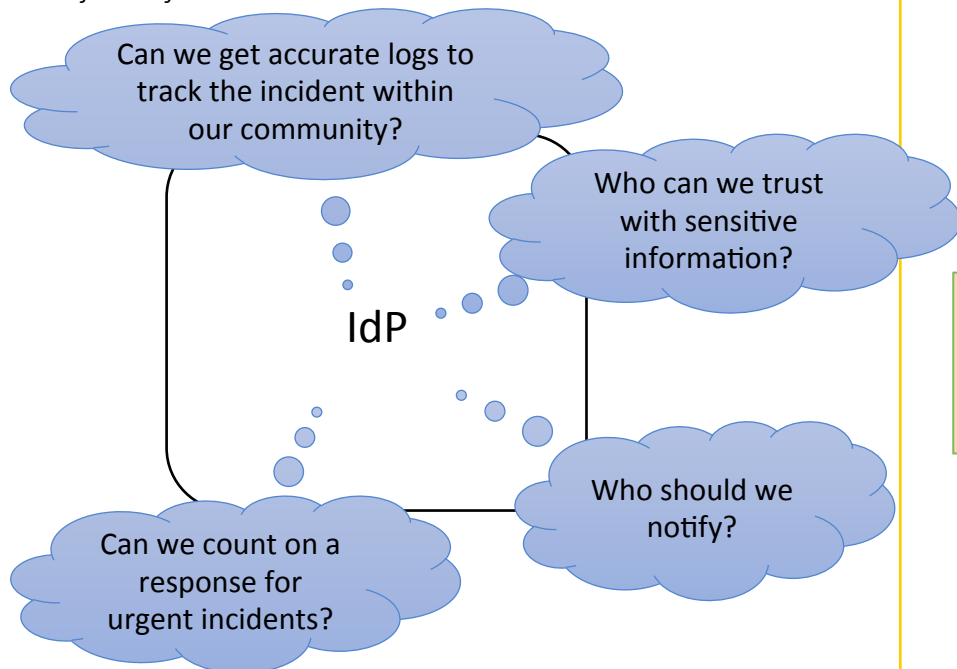 Can we get accurate logs to
track the incident within
our community?
Who can we trust
with sensitive
information?
IdP
Who should we
notify?
Can we count on a
response for
urgent incidents?